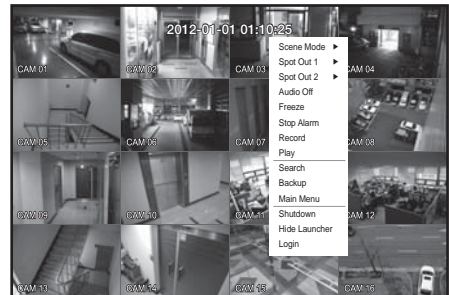 2012-01-01 01:10:25
CAM 01
CAM 02
CAM 03
CAM 04
Scene Mode ▶
Spot Out 1 ▶
Spot Out 2 ▶
Audio Off
Freeze
Stop Alarm
Record
Play
Search
Backup
Main Menu
Shutdown
Hide Launcher
Login
CAM 05
CAM 06
CAM 07
CAM 08
CAM 09
CAM 10
CAM 11
CAM 12
CAM 13
CAM 14
CAM 15
CAM 16